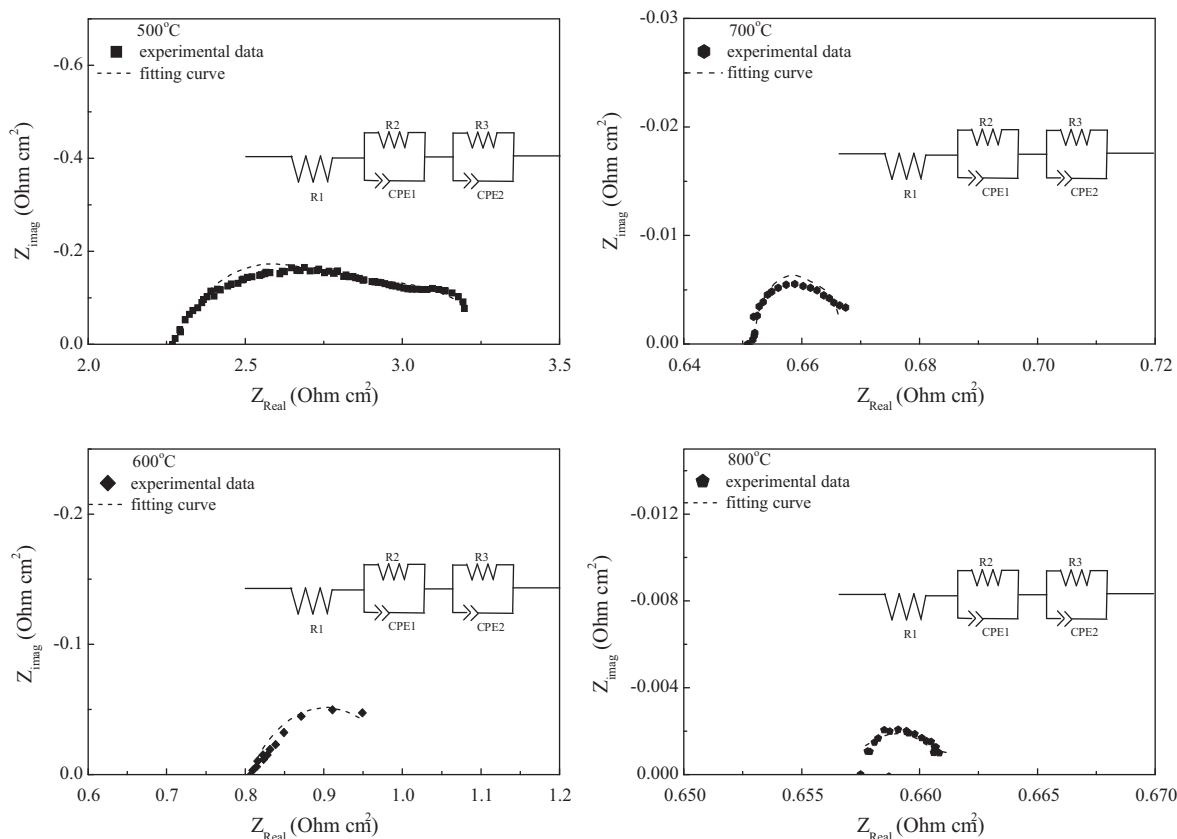 500°C
experimental data
fitting curve
-0.6
-0.4
-0.2
0.0
R1
R2
CPE1
R3
CPE2
2.0 2.5 3.0 3.5
Z_imag (Ohm cm²)
Z_Real (Ohm cm²)
700°C
experimental data
fitting curve
-0.03
-0.02
-0.01
0.00
R1
R2
CPE1
R3
CPE2
0.64 0.66 0.68 0.70 0.72
Z_imag (Ohm cm²)
Z_Real (Ohm cm²)
600°C
experimental data
fitting curve
-0.2
-0.1
0.0
R1
R2
CPE1
R3
CPE2
0.6 0.8 0.9 1.0 1.1 1.2
Z_imag (Ohm cm²)
Z_Real (Ohm cm²)
800°C
experimental data
fitting curve
-0.012
-0.008
-0.004
0.000
R1
R2
CPE1
R3
CPE2
0.650 0.655 0.660 0.665 0.670
Z_imag (Ohm cm²)
Z_Real (Ohm cm²)